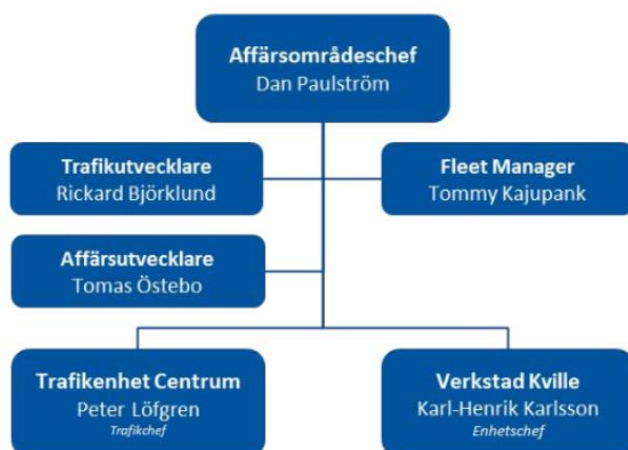 Affärsområdeschef
Dan Paulström
Trafikutvecklare
Rickard Björklund
Fleet Manager
Tommy Kajupank
Affärsutvecklare
Tomas Östebo
Trafikenhet Centrum
Peter Löfgren
Trafikchef
Verkstad Kville
Karl-Henrik Karlsson
Enhetschef